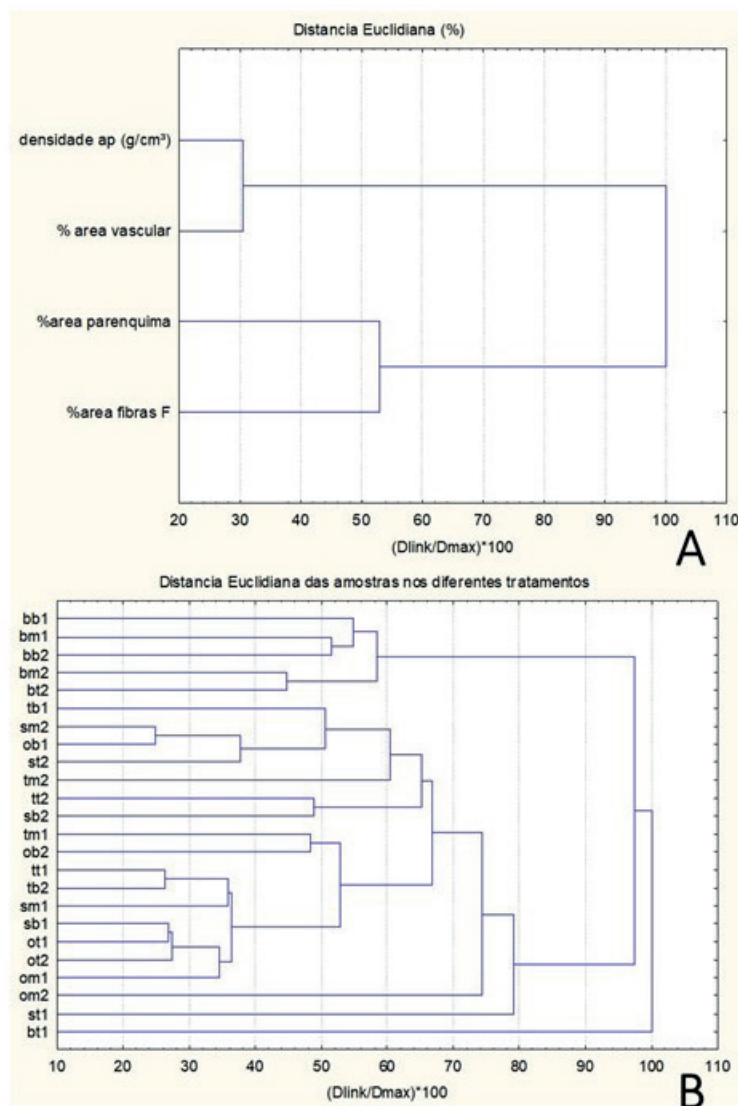 Distancia Euclidiana (%)
densidade ap (g/cm³)
% area vascular
%area parenquima
%area fibras F
20 30 40 50 60 70 80 90 100 110
(Dlink/Dmax)*100
A
Distancia Euclidiana das amostras nos diferentes tratamentos
bb1
bm1
bb2
bm2
bt2
tb1
sm2
ob1
st2
tm2
tt2
sb2
tm1
ob2
tt1
tb2
sm1
sb1
ot1
ot2
om1
om2
st1
bt1
10 20 30 40 50 60 70 80 90 100 110
(Dlink/Dmax)*100
B